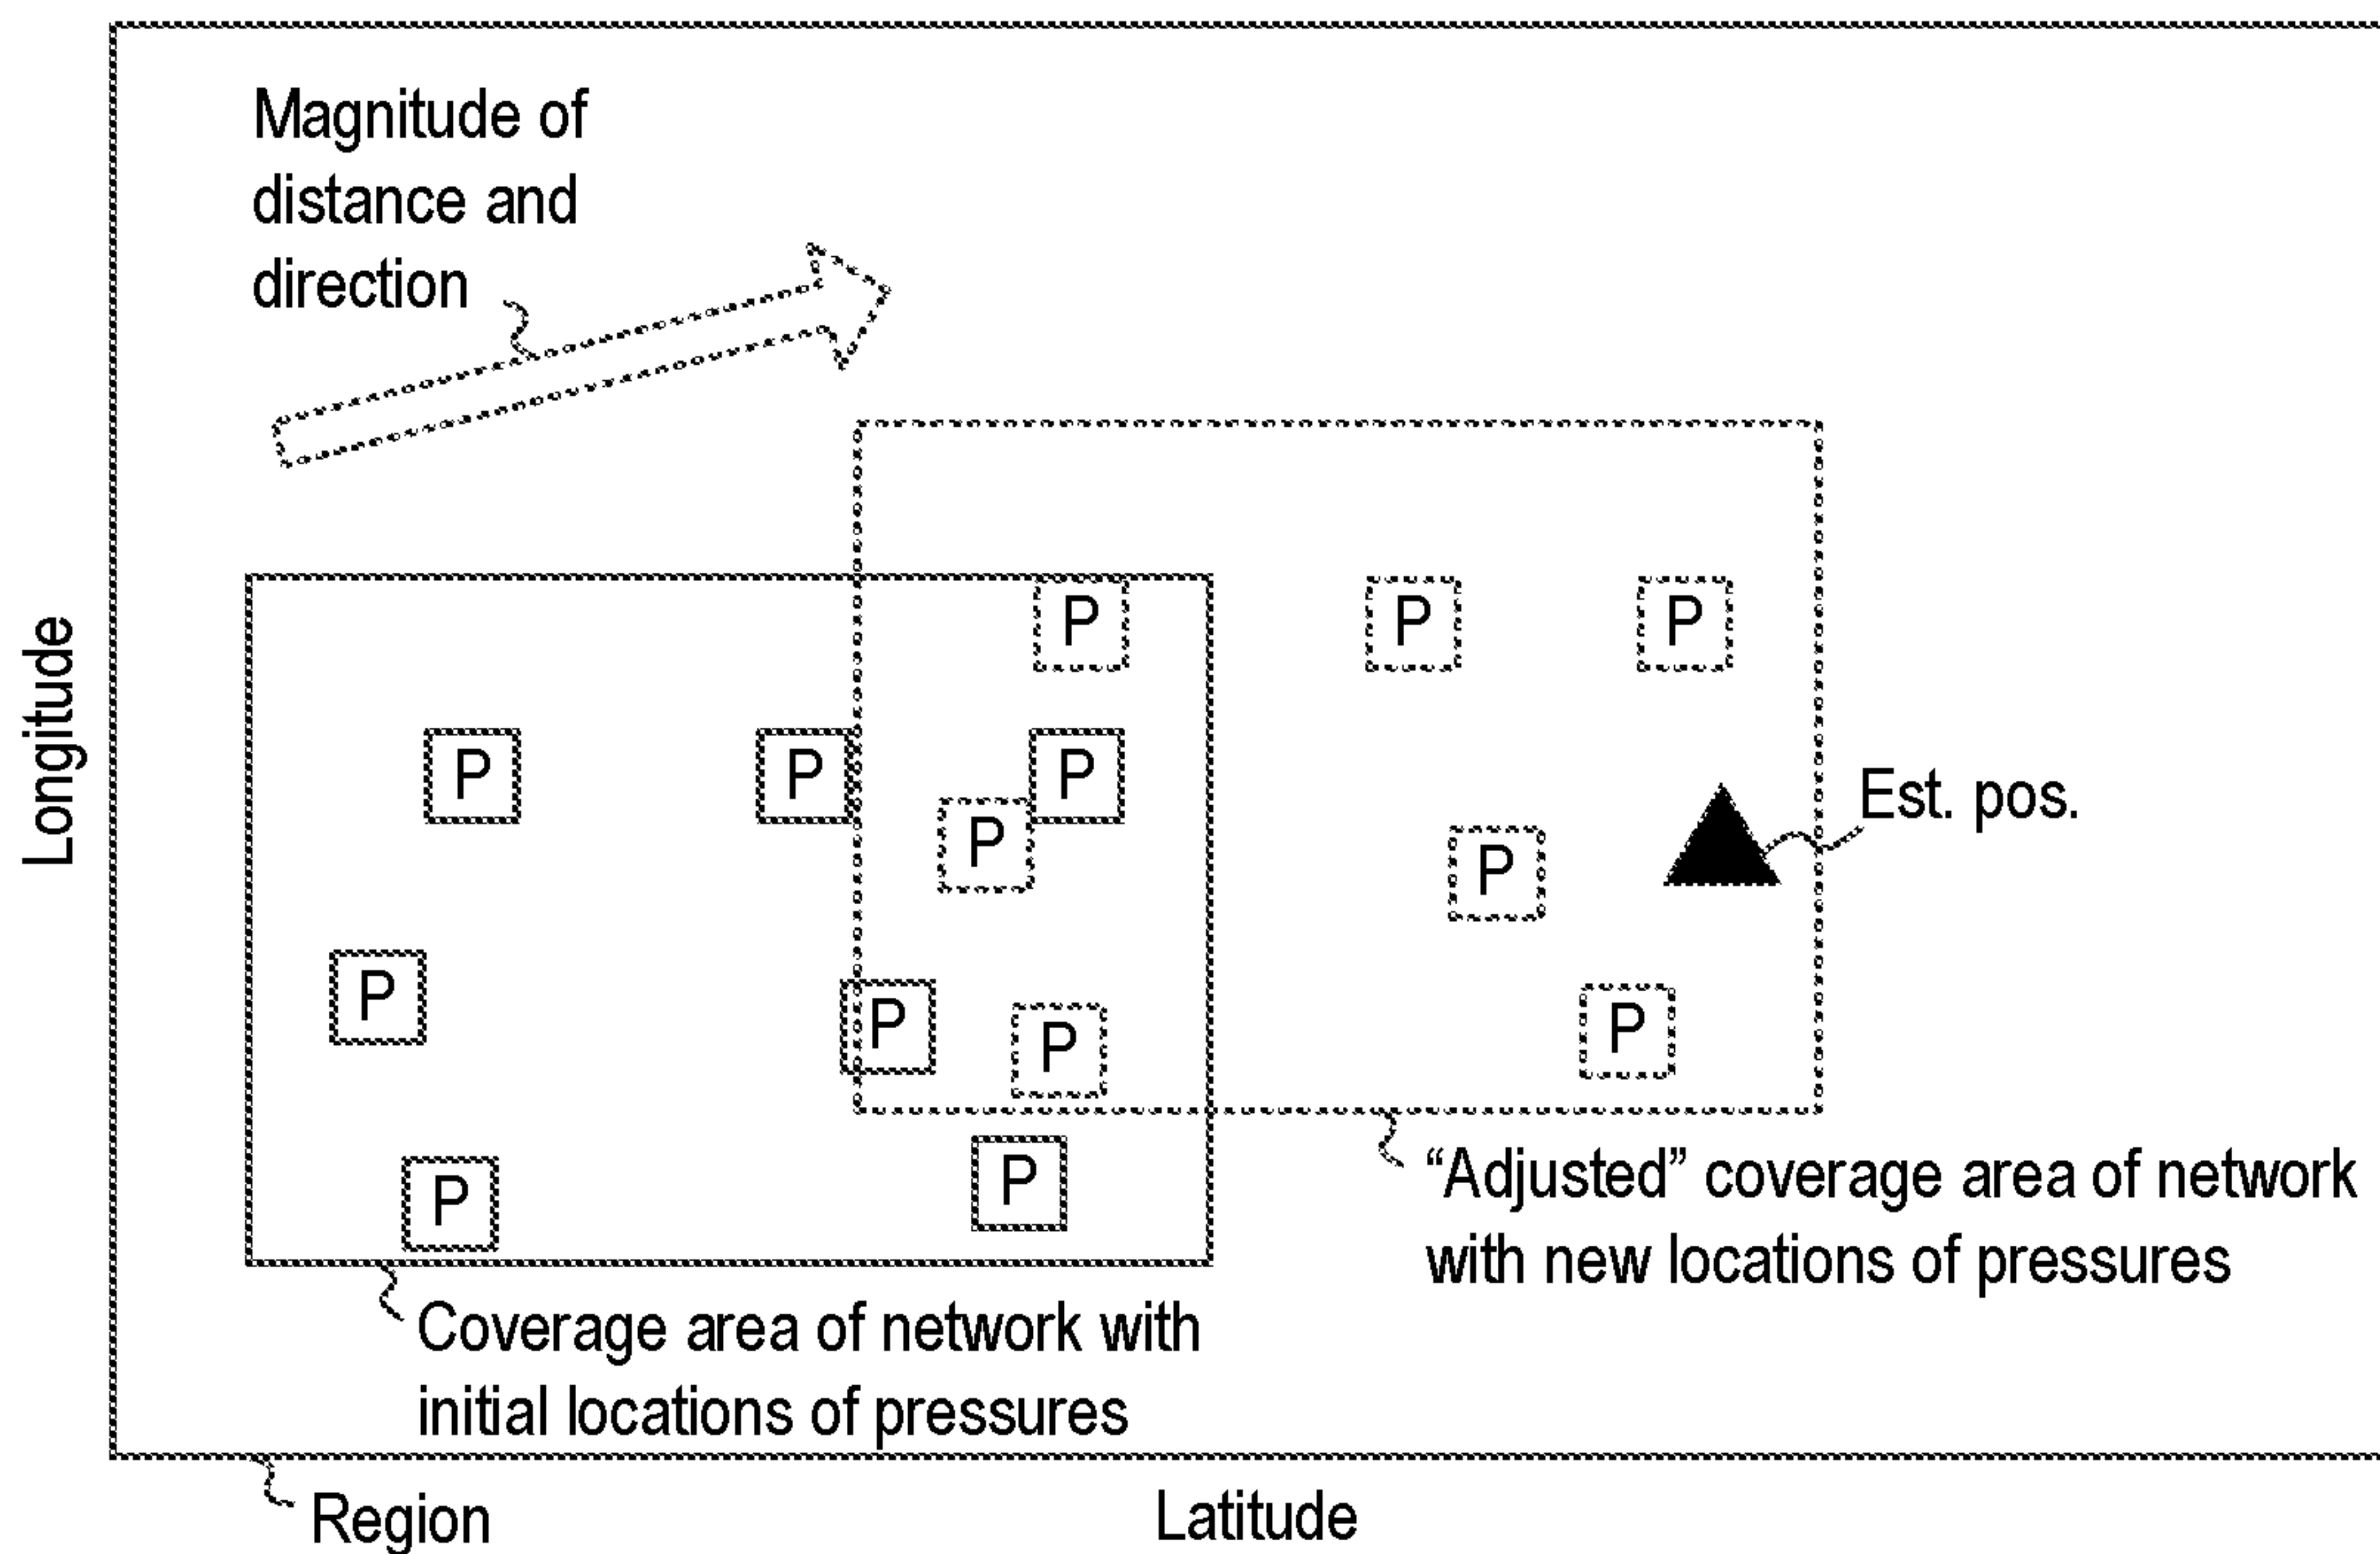 Magnitude of
distance and
direction
P
P
P
P
P
P
P
P
P
P
P
P
P
P
Est. pos.
Longitude
"Adjusted” coverage area of network
with new locations of pressures
Coverage area of network with
initial locations of pressures
Region
Latitude